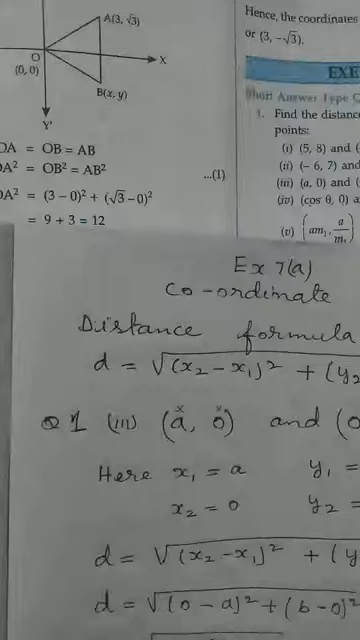 A(3, √3)
O
X
(0, 0)
B(x, y)
Y'
OA = OB = AB
OA² = OB² = AB² ...(1)
OA² = (3 – 0)² + (√3 – 0)²
= 9 + 3 = 12
Hence, the coordinates
or (3, –√3).
EXE
Short Answer Type Q
1. Find the distance
points:
(i) (5, 8) and (
(ii) (– 6, 7) and
(iii) (a, 0) and (
(iv) (cos θ, 0) a
(v) (am₁, a/m₁
Ex 7(a)
Co-ordinate
Distance formula
d = √(x₂ – x₁)² + (y₂
Q 1 (iii) (a, 0) and (0
Here x₁ = a y₁ =
x₂ = 0 y₂ =
d = √(x₂ – x₁)² + (y
d = √(0 – a)² + (b – 0)²